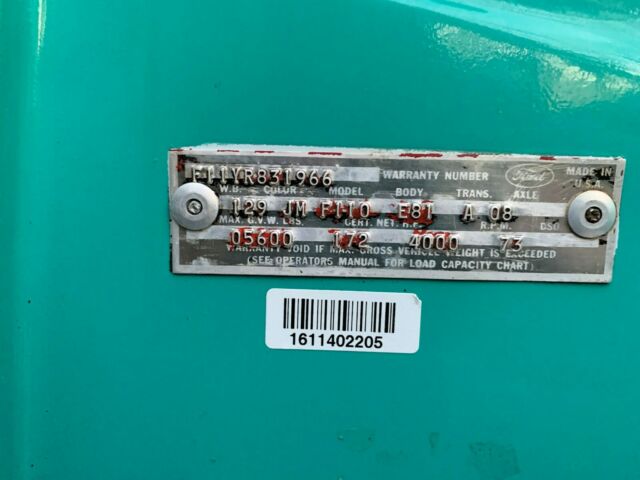 F11YR831966 WARRANTY NUMBER Ford MADE IN U.S.A.
W.B. COLOR MODEL BODY TRANS. AXLE
129 JM F110 E81 A 08
MAX. G.V.W. LBS. CERT. NET. H.P. R.P.M. DSO
05600 172 4000 73
WARRANTY VOID IF MAX. GROSS VEHICLE WEIGHT IS EXCEEDED
(SEE OPERATORS MANUAL FOR LOAD CAPACITY CHART)
1611402205